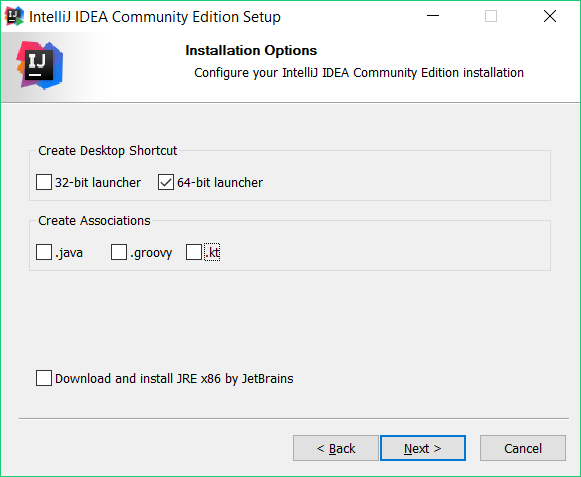 IntelliJ IDEA Community Edition Setup
IJ
Installation Options
Configure your IntelliJ IDEA Community Edition installation
Create Desktop Shortcut
32-bit launcher 64-bit launcher
Create Associations
.java .groovy .kt
Download and install JRE x86 by JetBrains
< Back Next > Cancel